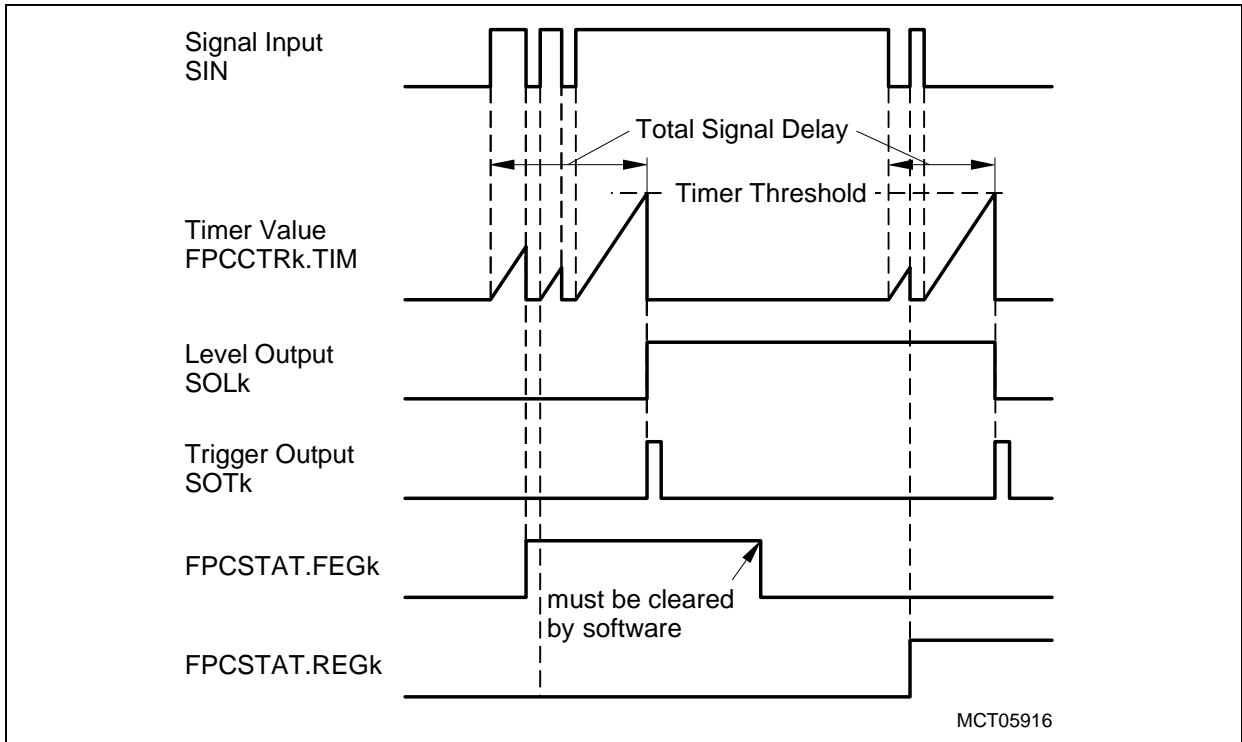 Signal Input
SIN
Total Signal Delay
Timer Threshold
Timer Value
FPCCTRk.TIM
Level Output
SOLk
Trigger Output
SOTk
FPCSTAT.FEGk
must be cleared
by software
FPCSTAT.REGk
MCT05916